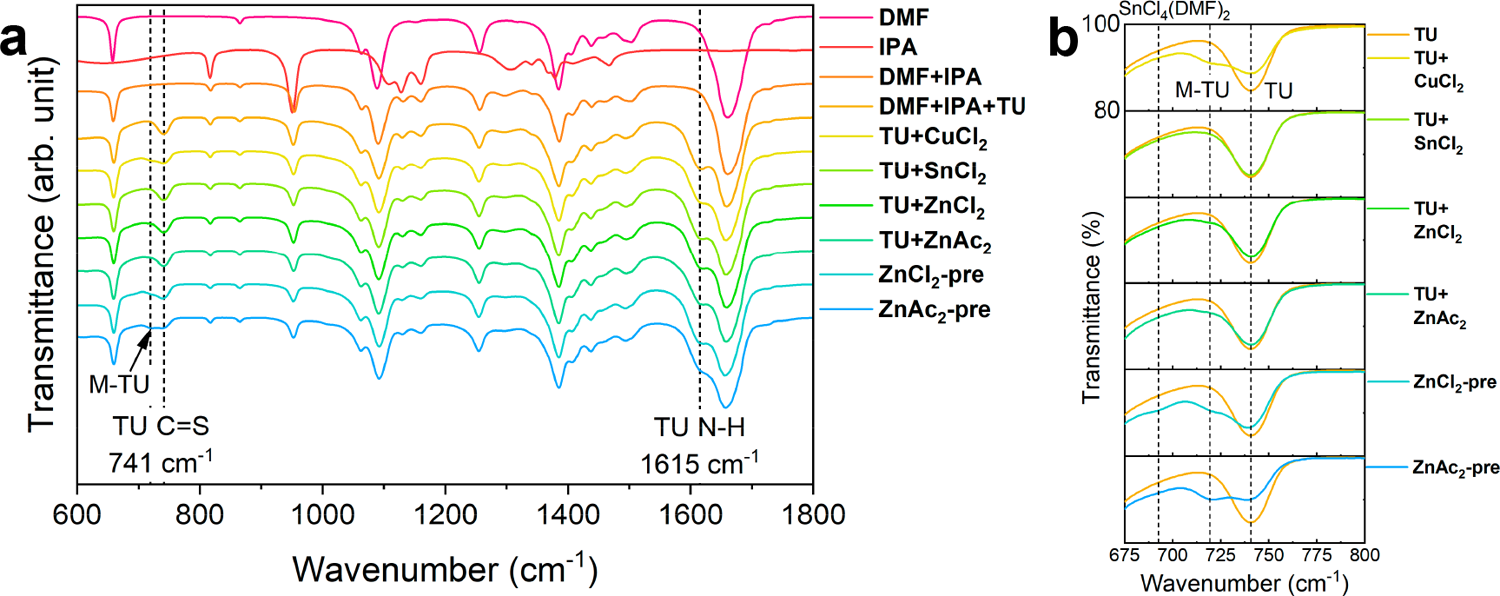 a
Transmittance (arb. unit)
DMF
IPA
DMF+IPA
DMF+IPA+TU
TU+CuCl2
TU+SnCl2
TU+ZnCl2
TU+ZnAc2
ZnCl2-pre
ZnAc2-pre
M-TU
TU C=S
741 cm-1
TU N-H
1615 cm-1
600 800 1000 1200 1400 1600 1800
Wavenumber (cm-1)
b
SnCl4(DMF)2
100
80
M-TU
TU
Transmittance (%)
TU
TU+
CuCl2
TU+
SnCl2
TU+
ZnCl2
TU+
ZnAc2
ZnCl2-pre
ZnAc2-pre
675 700 725 750 775 800
Wavenumber (cm-1)